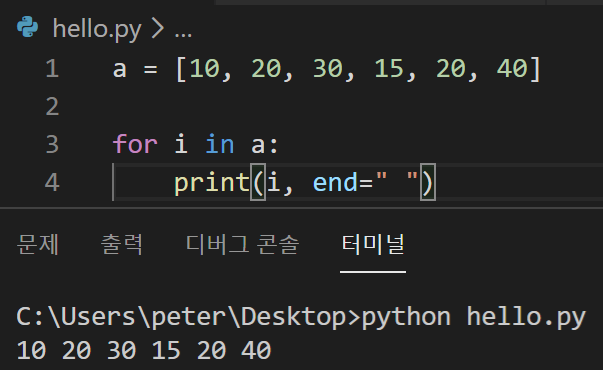 hello.py > ...
1 a = [10, 20, 30, 15, 20, 40]
2
3 for i in a:
4     print(i, end=" ")
문제 출력 디버그 콘솔 터미널
C:\Users\peter\Desktop>python hello.py
10 20 30 15 20 40